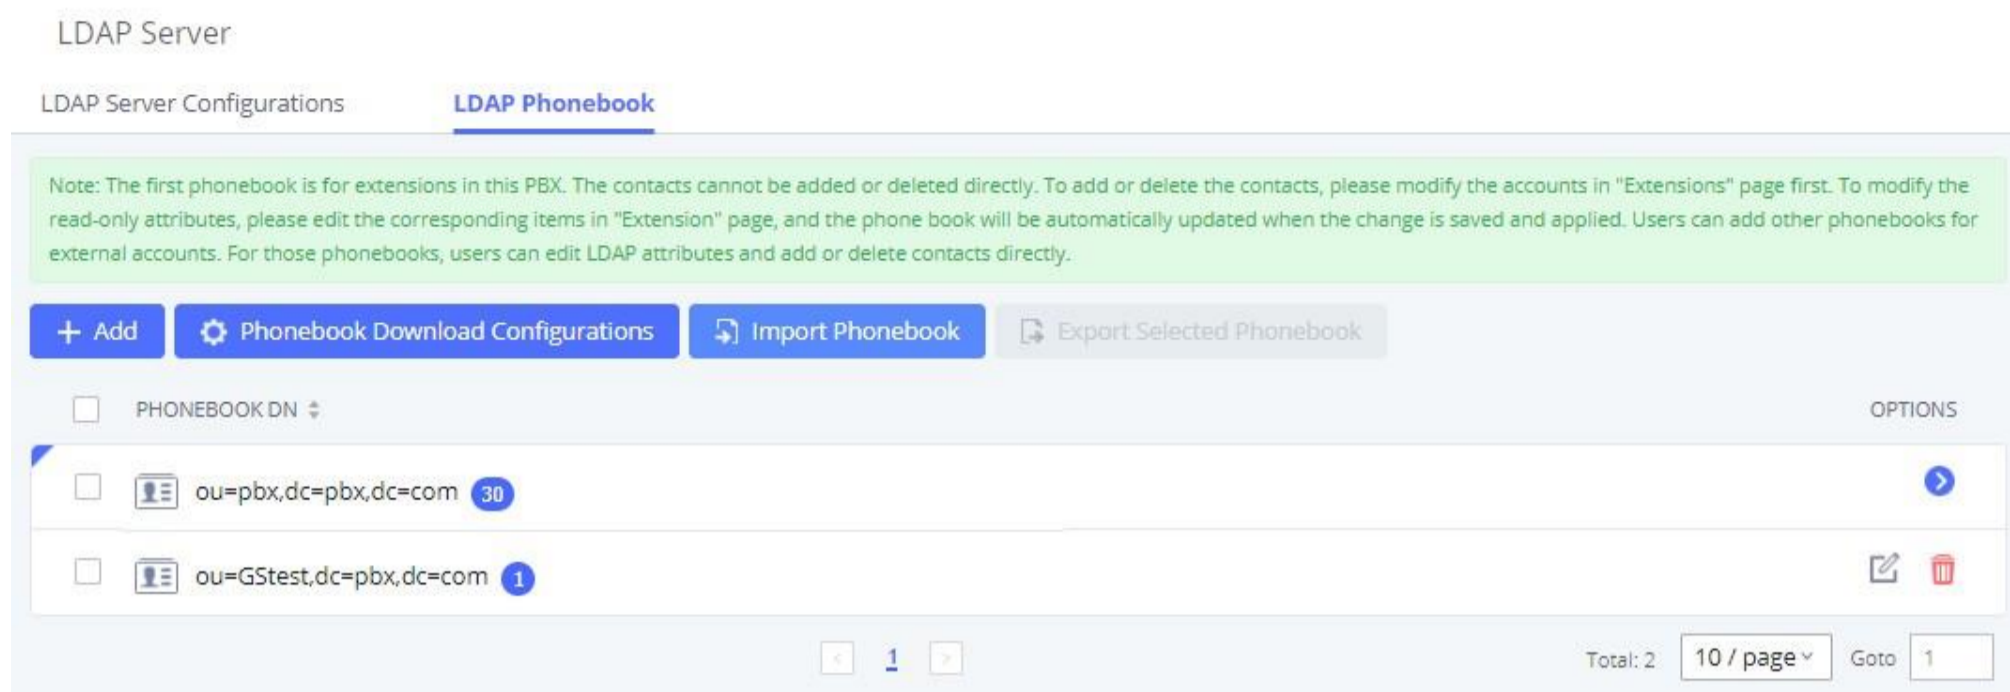 LDAP Server
LDAP Server Configurations LDAP Phonebook
Note: The first phonebook is for extensions in this PBX. The contacts cannot be added or deleted directly. To add or delete the contacts, please modify the accounts in "Extensions" page first. To modify the
read-only attributes, please edit the corresponding items in "Extension" page, and the phone book will be automatically updated when the change is saved and applied. Users can add other phonebooks for
external accounts. For those phonebooks, users can edit LDAP attributes and add or delete contacts directly.
+ Add Phonebook Download Configurations Import Phonebook Export Selected Phonebook
PHONEBOOK DN OPTIONS
ou=pbx,dc=pbx,dc=com 30
ou=GStest,dc=pbx,dc=com 1
< 1 > Total: 2 10 / page Goto 1